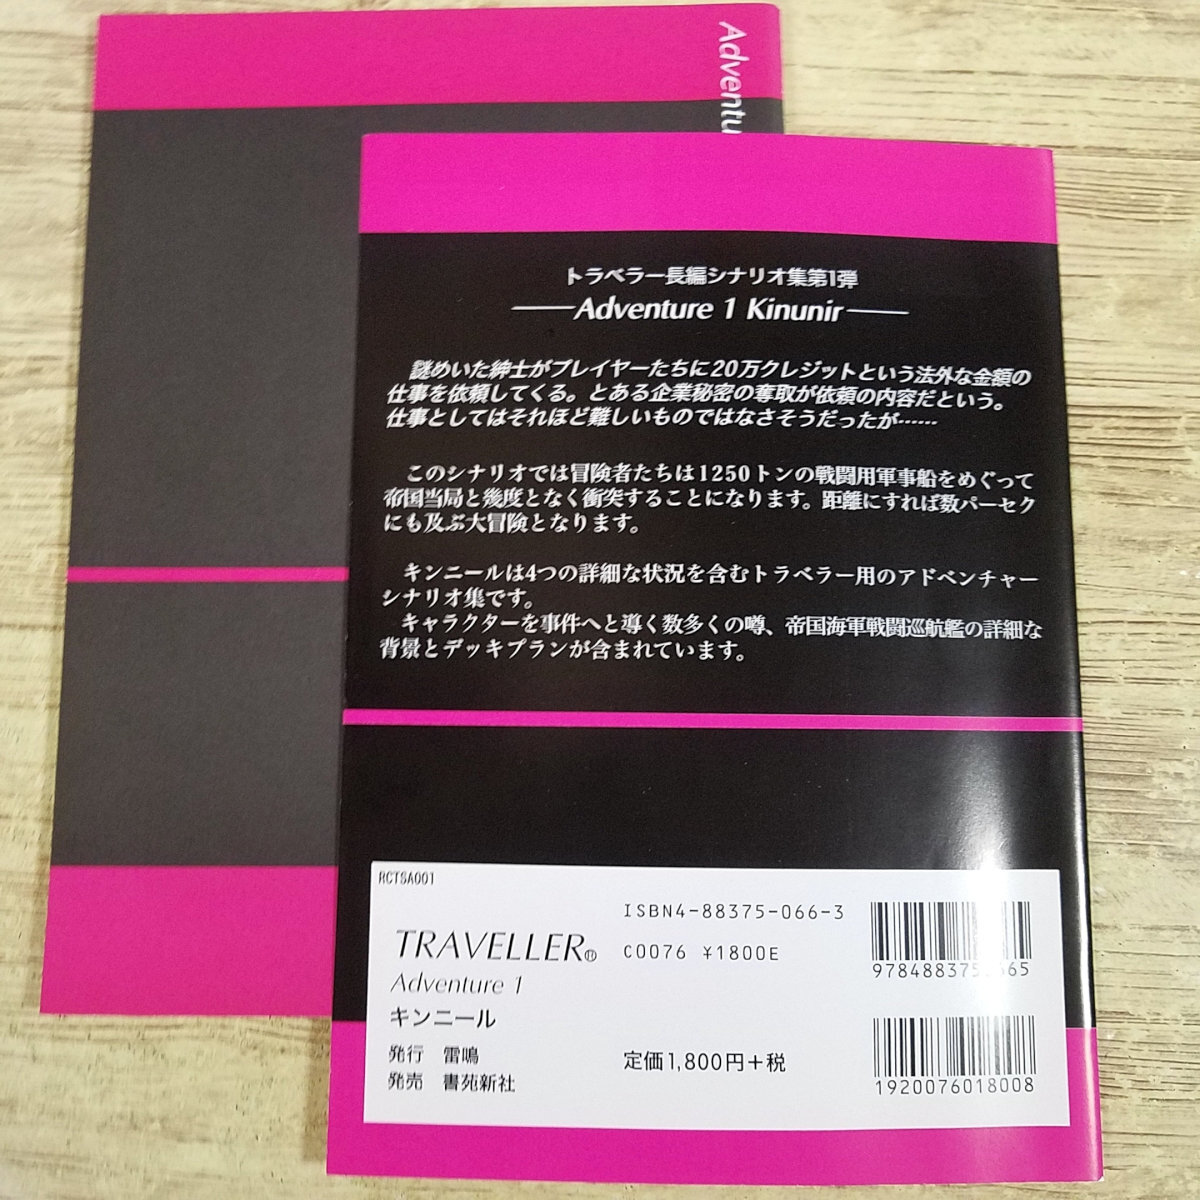 Adventu
トラベラー長編シナリオ集第1弾
Adventure 1 Kinunir
謎めいた紳士がプレイヤーたちに20万クレジットという法外な金額の
仕事を依頼してくる。とある企業秘密の奪取が依頼の内容だという。
仕事としてはそれほど難しいものではなさそうだったが……
このシナリオでは冒険者たちは1250トンの戦闘用軍事船をめぐって
帝国当局と幾度となく衝突することになります。距離にすれば数パーセク
にも及ぶ大冒険となります。
キンニールは4つの詳細な状況を含むトラベラー用のアドベンチャー
シナリオ集です。
キャラクターを事件へと導く数多くの噂、帝国海軍戦闘巡航艦の詳細な
背景とデッキプランが含まれています。
RCTSA001
TRAVELLER®
Adventure 1
キンニール
発行 雷鳴
発売 書苑新社
ISBN4-88375-066-3
C0076 ¥1800E
定価1,800円+税
1920076018008